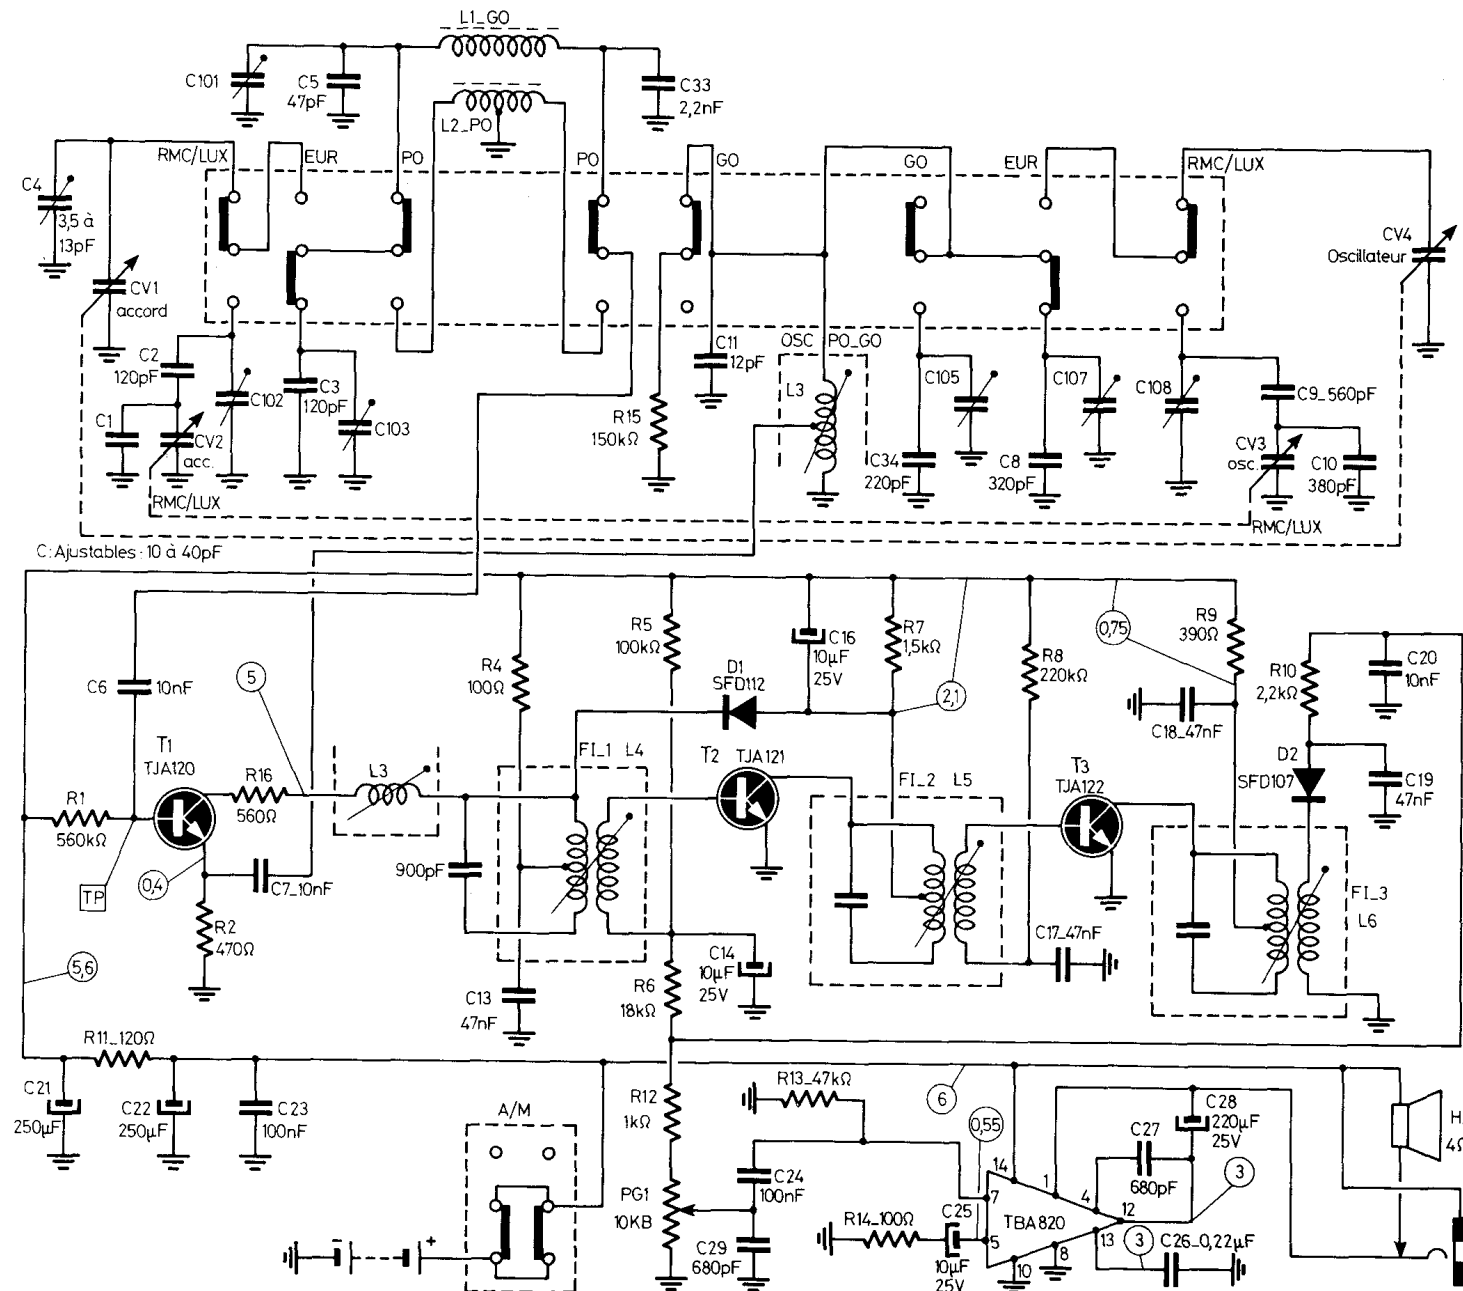 L1_GO
C101
C5
47pF
C33
2,2nF
L2_PO
RMC/LUX
EUR
PO
PO
GO
GO
EUR
RMC/LUX
C4
3,5 à
13pF
CV1
accord
CV4
Oscillateur
C2
120pF
C1
CV2
acc.
C102
C3
120pF
C103
RMC/LUX
R15
150kΩ
C11
12pF
OSC PO_GO
L3
C105
C34
220pF
C107
C8
320pF
C108
C9_560pF
CV3
osc.
C10
380pF
RMC/LUX
C:Ajustables: 10 à 40pF
R4
100Ω
R5
100kΩ
C16
10µF
25V
R7
1,5kΩ
2,1
R8
220kΩ
0,75
R9
390Ω
R10
2,2kΩ
C20
10nF
C6
10nF
5
D1
SFD112
C18_47nF
D2
SFD107
C19
47nF
T1
TJA120
R16
560Ω
L3
FI_1 L4
T2
TJA121
FI_2 L5
T3
TJA122
R1
560kΩ
TP
0,4
C7_10nF
900pF
R2
470Ω
FI_3
L6
5,6
C13
47nF
R6
18kΩ
C14
10µF
25V
C17_47nF
R11_120Ω
C21
250µF
C22
250µF
C23
100nF
A/M
R12
1kΩ
R13_47kΩ
6
0,55
C28
220µF
25V
C27
680pF
3
H
4Ω
PG1
10KB
C24
100nF
C29
680pF
R14_100Ω
C25
10µF
25V
14
1
4
7
TBA820
12
5
13
10
8
3
C26_0,22µF
-
+